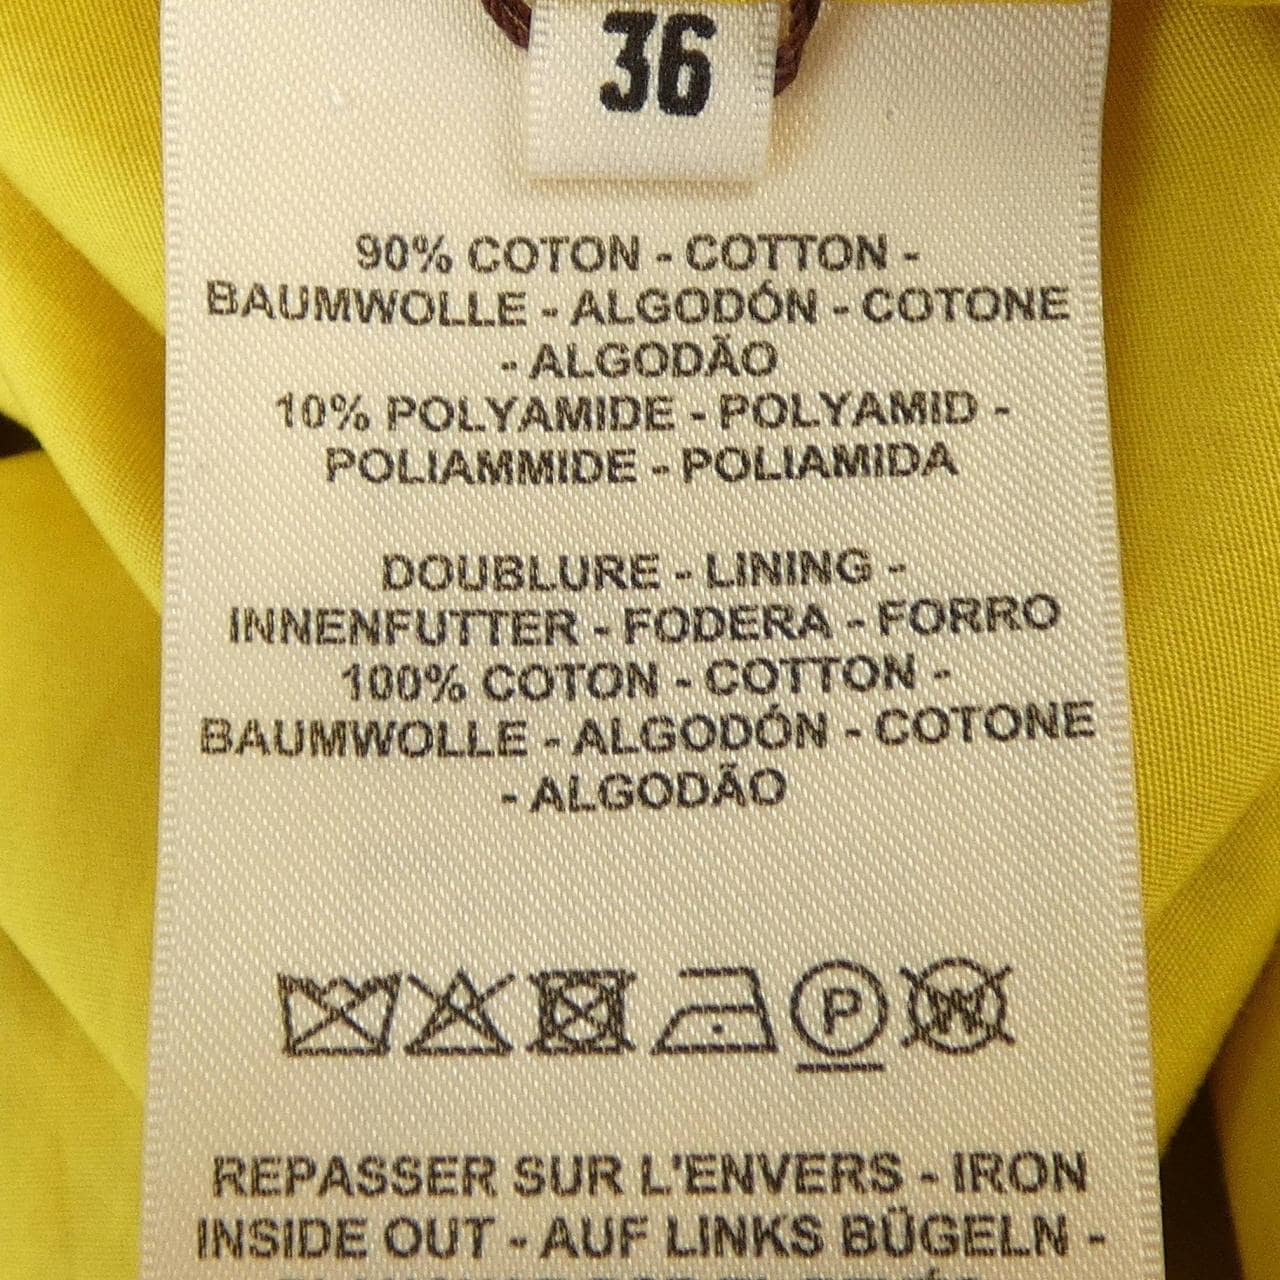 36
90% COTON - COTTON -
BAUMWOLLE - ALGODÓN - COTONE
- ALGODÃO
10% POLYAMIDE - POLYAMID -
POLIAMMIDE - POLIAMIDA
DOUBLURE - LINING -
INNENFUTTER - FODERA - FORRO
100% COTON - COTTON -
BAUMWOLLE - ALGODÓN - COTONE
- ALGODÃO
P W
REPASSER SUR L'ENVERS - IRON
INSIDE OUT - AUF LINKS BÜGELN -